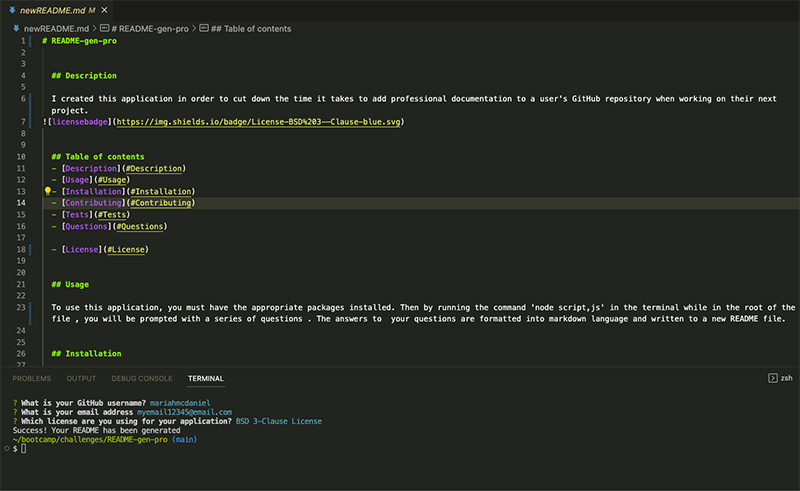 newREADME.md M ×
newREADME.md > # README-gen-pro > ## Table of contents
1 # README-gen-pro
2
3
4 ## Description
5
6 I created this application in order to cut down the time it takes to add professional documentation to a user's GitHub repository when working on their next
project.
7 ![licensebadge](https://img.shields.io/badge/License-BSD%203--Clause-blue.svg)
8
9
10 ## Table of contents
11 - [Description](#Description)
12 - [Usage](#Usage)
13 - [Installation](#Installation)
14 - [Contributing](#Contributing)
15 - [Tests](#Tests)
16 - [Questions](#Questions)
17
18 - [License](#License)
19
20
21 ## Usage
22
23 To use this application, you must have the appropriate packages installed. Then by running the command 'node script,js' in the terminal while in the root of the
file , you will be prompted with a series of questions . The answers to  your questions are formatted into markdown language and written to a new README file.
24
25
26 ## Installation
27
PROBLEMS OUTPUT DEBUG CONSOLE TERMINAL zsh
? What is your GitHub username? mariahmcdaniel
? What is your email address myemail12345@email.com
? Which license are you using for your application? BSD 3-Clause License
Success! Your README has been generated
~/bootcamp/challenges/README-gen-pro (main)
$